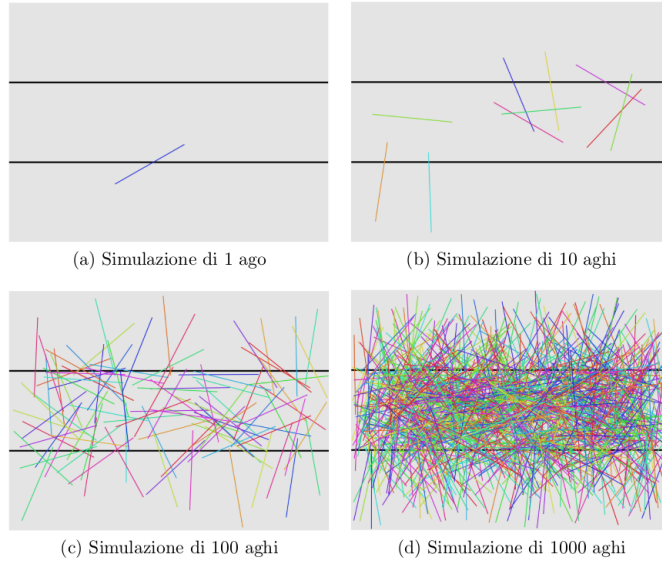 (a) Simulazione di 1 ago
(b) Simulazione di 10 aghi
(c) Simulazione di 100 aghi
(d) Simulazione di 1000 aghi